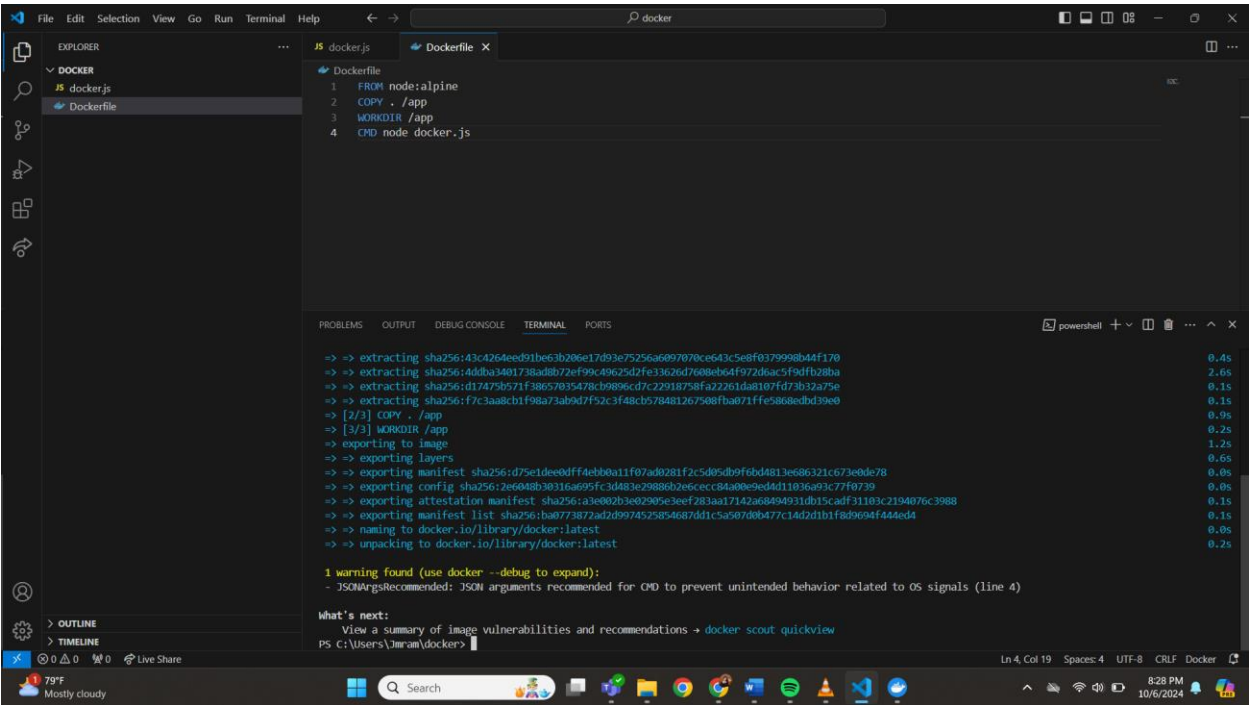 File Edit Selection View Go Run Terminal Help
docker
EXPLORER
DOCKER
JS docker.js
Dockerfile
JS docker.js
Dockerfile
Dockerfile
1 FROM node:alpine
2 COPY . /app
3 WORKDIR /app
4 CMD node docker.js
PROBLEMS OUTPUT DEBUG CONSOLE TERMINAL PORTS
powershell
=> => extracting sha256:43c4264eed91be63b206e17d93e75256a6097070ce643c5e8f0379998b44f170 0.4s
=> => extracting sha256:4ddba3401738ad8b72ef99c49625d2fe33626d7608eb64f972d6ac5f9dfb28ba 2.6s
=> => extracting sha256:d17475b571f38657035478cb9896cd7c22918758fa22261da8107fd73b32a75e 0.1s
=> => extracting sha256:f7c3aa8cb1f98a73ab9d7f52c3f48cb578481267508fba071ffe5868edbd39e0 0.1s
=> [2/3] COPY . /app 0.9s
=> [3/3] WORKDIR /app 0.2s
=> exporting to image 1.2s
=> => exporting layers 0.6s
=> => exporting manifest sha256:d75e1dee0dff4ebb0a11f07ad0281f2c5d05db9f6bd4813e686321c673e0de78 0.0s
=> => exporting config sha256:2e6048b30316a695fc3d483e29886b2e6cecc84a00e9ed4d11036a93c77f0739 0.0s
=> => exporting attestation manifest sha256:a3e002b3e02905e3eef283aa17142a68494931db15cadf31103c2194076c3988 0.1s
=> => exporting manifest list sha256:ba0773872ad2d9974525854687dd1c5a507d0b477c14d2d1b1f8d9694f444ed4 0.1s
=> => naming to docker.io/library/docker:latest 0.0s
=> => unpacking to docker.io/library/docker:latest 0.2s
1 warning found (use docker --debug to expand):
- JSONArgsRecommended: JSON arguments recommended for CMD to prevent unintended behavior related to OS signals (line 4)
What's next:
View a summary of image vulnerabilities and recommendations → docker scout quickview
PS C:\Users\Jmram\docker>
OUTLINE
TIMELINE
0 0 0 Live Share
Ln 4, Col 19 Spaces: 4 UTF-8 CRLF Docker
1
79°F
Mostly cloudy
Search
8:28 PM
10/6/2024